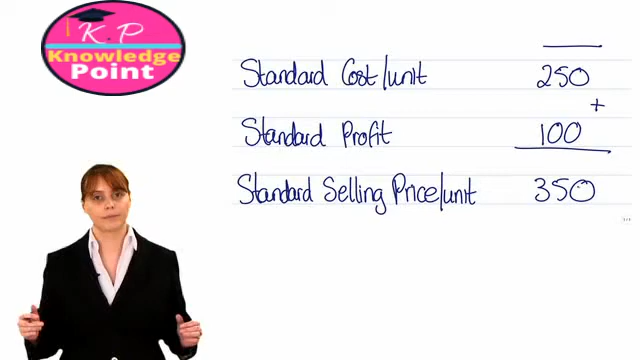 K.P
Knowledge
Point
Standard Cost/unit 250
+
Standard Profit 100
Standard Selling Price/unit 350